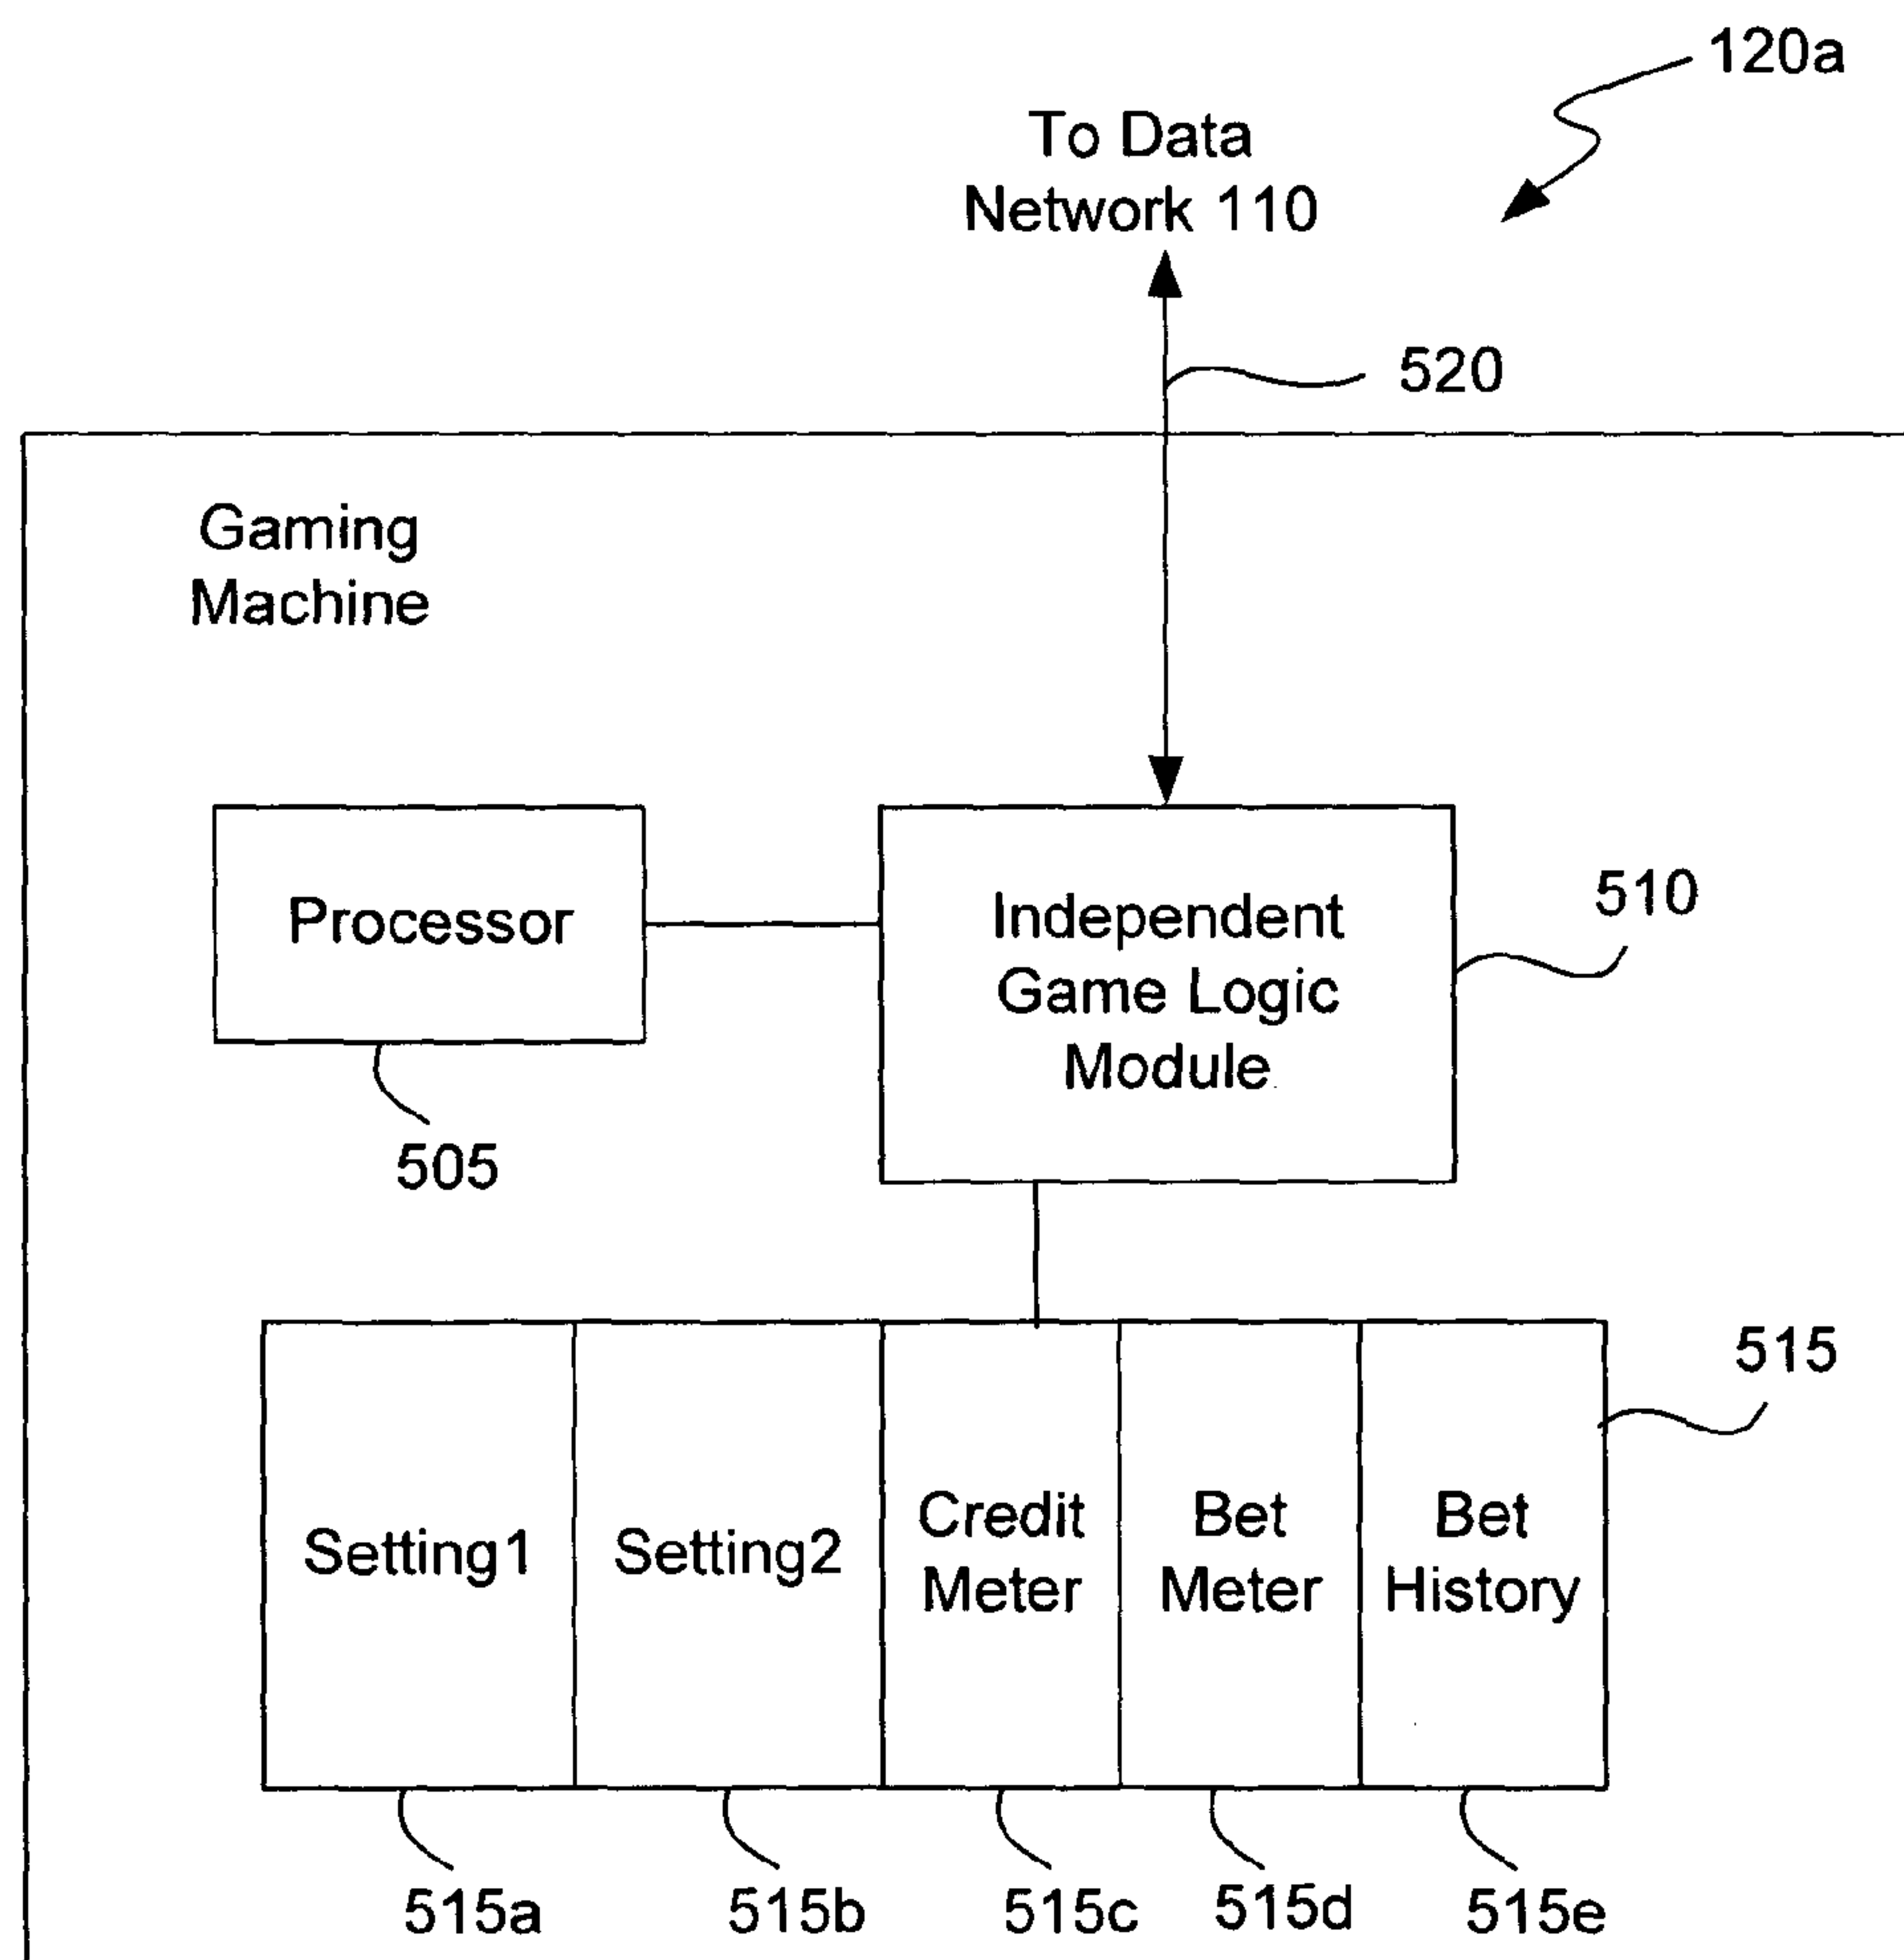 120a
To Data
Network 110
520
Gaming
Machine
Processor
Independent
Game Logic
Module
510
505
515
Setting1
Setting2
Credit
Meter
Bet
Meter
Bet
History
515a
515b
515c
515d
515e